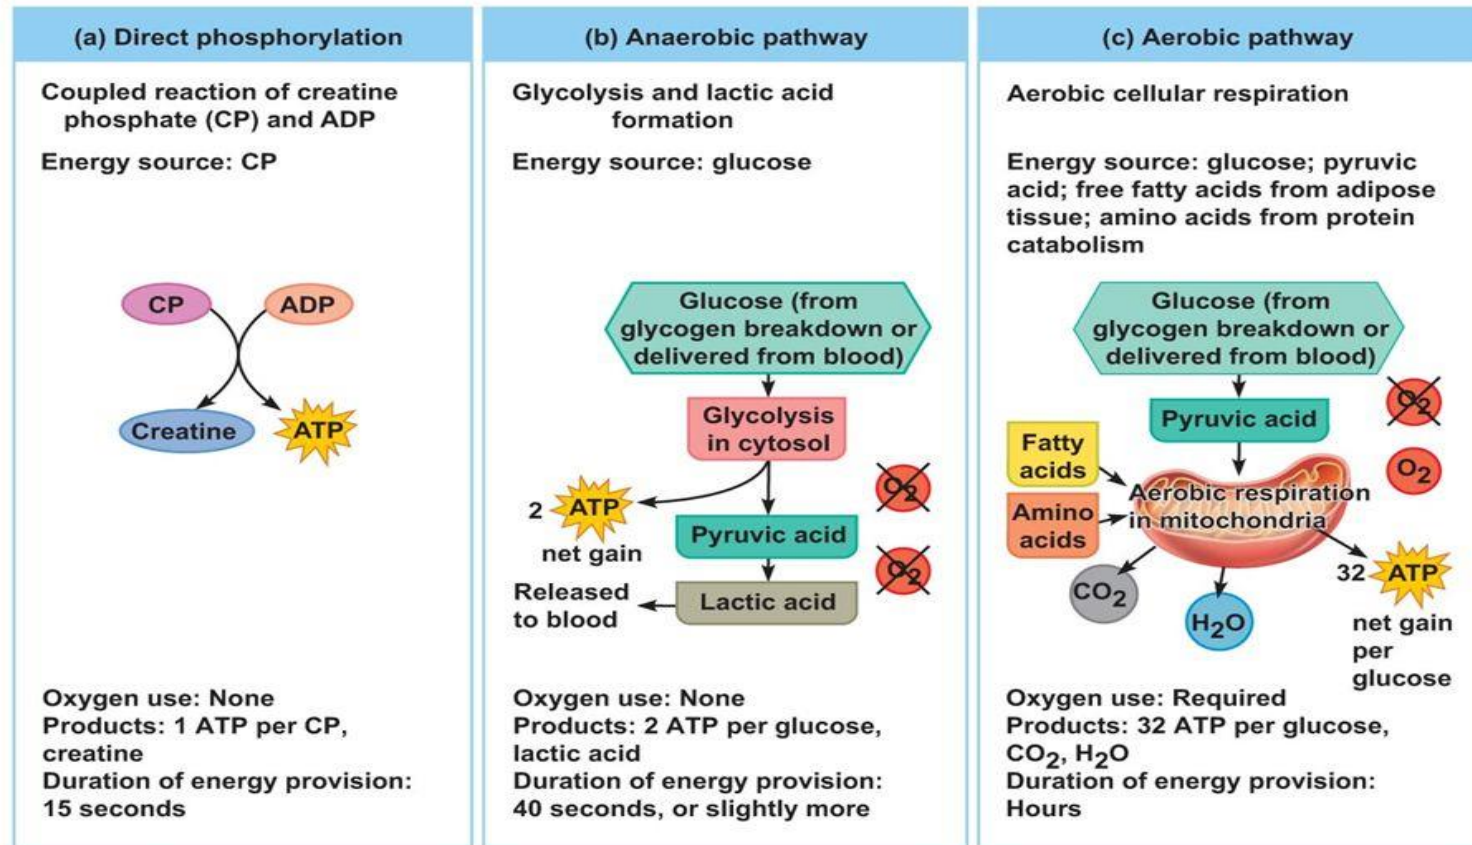 (a) Direct phosphorylation
Coupled reaction of creatine
phosphate (CP) and ADP
Energy source: CP
CP
ADP
Creatine
ATP
Oxygen use: None
Products: 1 ATP per CP,
creatine
Duration of energy provision:
15 seconds
(b) Anaerobic pathway
Glycolysis and lactic acid
formation
Energy source: glucose
Glucose (from
glycogen breakdown or
delivered from blood)
Glycolysis
in cytosol
O₂
2 ATP
net gain
Pyruvic acid
O₂
Released
to blood
Lactic acid
Oxygen use: None
Products: 2 ATP per glucose,
lactic acid
Duration of energy provision:
40 seconds, or slightly more
(c) Aerobic pathway
Aerobic cellular respiration
Energy source: glucose; pyruvic
acid; free fatty acids from adipose
tissue; amino acids from protein
catabolism
Glucose (from
glycogen breakdown or
delivered from blood)
O₂
Pyruvic acid
Fatty
acids
O₂
Aerobic respiration
in mitochondria
Amino
acids
32 ATP
CO₂
H₂O
net gain
per
glucose
Oxygen use: Required
Products: 32 ATP per glucose,
CO₂, H₂O
Duration of energy provision:
Hours